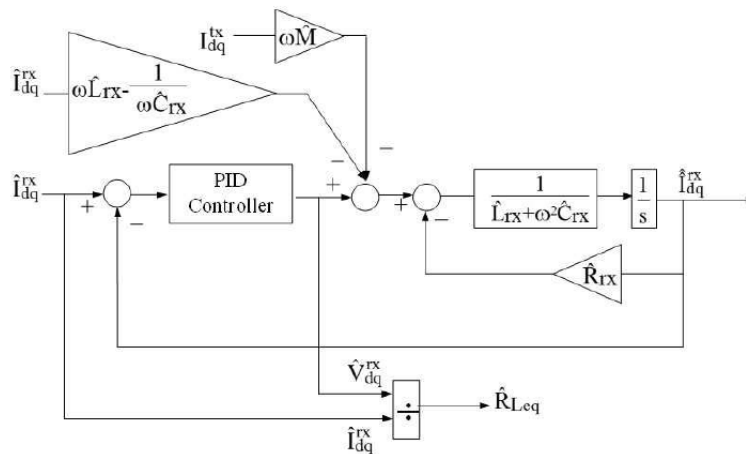 I^tx_dq
ωM̂
Î^rx_dq
ωL̂rx-1/ωĈrx
Î^rx_dq
+
−
PID
Controller
+
−
−
+
−
1/L̂rx+ω²Ĉrx
1/s
Î̂^rx_dq
R̂rx
V̂^rx_dq
÷
R̂Leq
Î^rx_dq